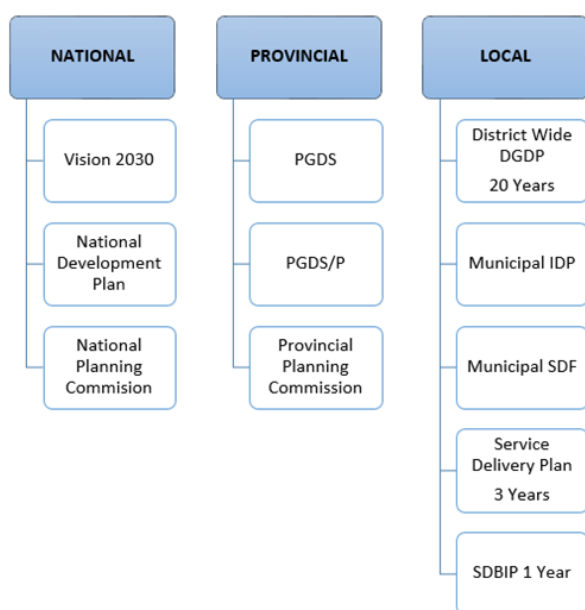 NATIONAL
Vision 2030
National
Development
Plan
National
Planning
Commision
PROVINCIAL
PGDS
PGDS/P
Provincial
Planning
Commission
LOCAL
District Wide
DGDP
20 Years
Municipal IDP
Municipal SDF
Service
Delivery Plan
3 Years
SDBIP 1 Year